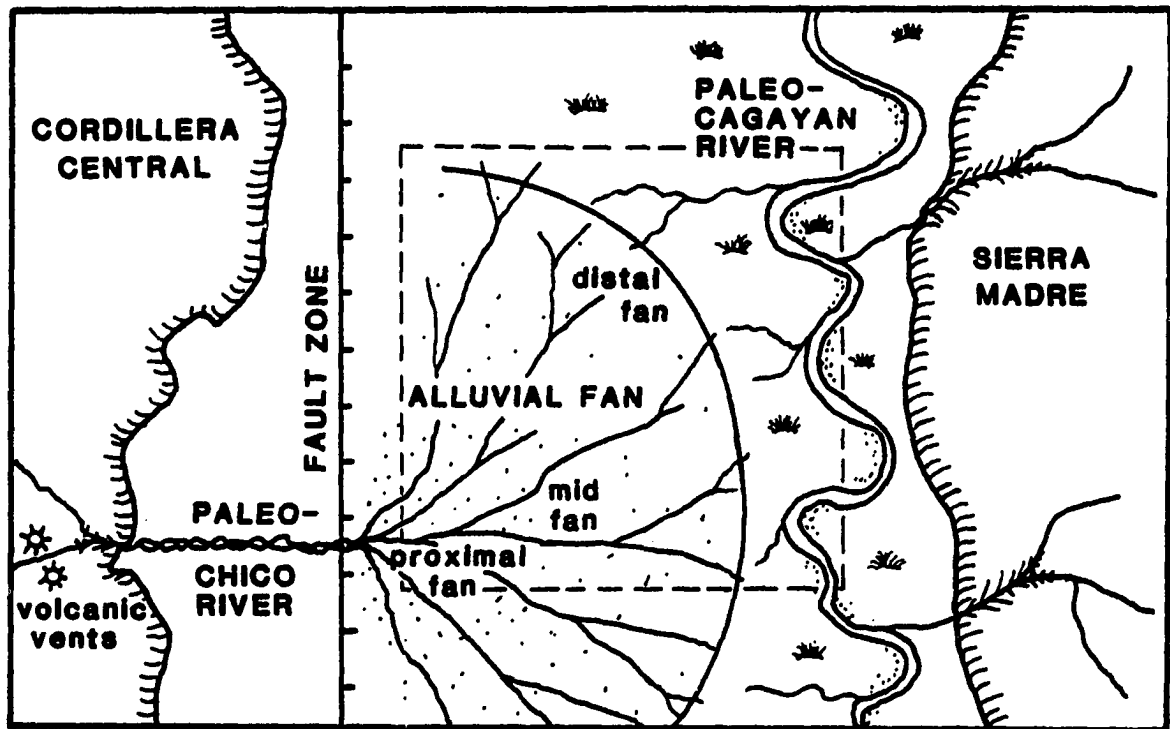 CORDILLERA
CENTRAL
FAULT ZONE
PALEO-
CAGAYAN
RIVER
SIERRA
MADRE
distal
fan
ALLUVIAL FAN
mid
fan
proximal
fan
PALEO-
CHICO
RIVER
volcanic
vents